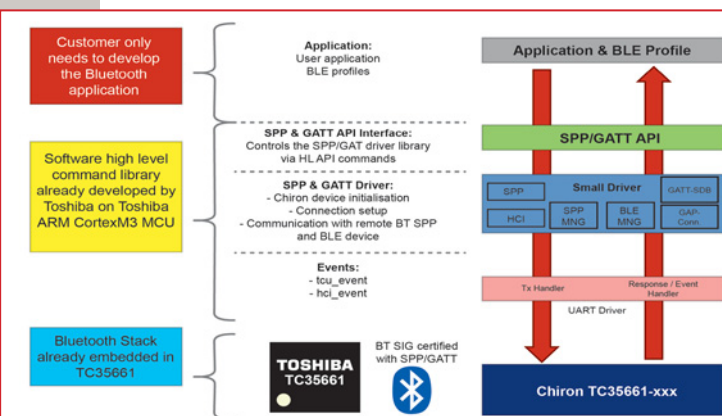 Customer only
needs to develop
the Bluetooth
application
Software high level
command library
already developed by
Toshiba on Toshiba
ARM CortexM3 MCU
Bluetooth Stack
already embedded in
TC35661
Application:
User application
BLE profiles
SPP & GATT API Interface:
Controls the SPP/GAT driver library
via HL API commands
SPP & GATT Driver:
- Chiron device initialisation
- Connection setup
- Communication with remote BT SPP
and BLE device
Events:
- tcu_event
- hci_event
TOSHIBA
TC35661
BT SIG certified
with SPP/GATT
Application & BLE Profile
SPP/GATT API
Small Driver
SPP
GATT-SDB
HCI
SPP
MNG
BLE
MNG
GAP-
Conn.
Tx Handler
Response / Event
Handler
UART Driver
Chiron TC35661-xxx